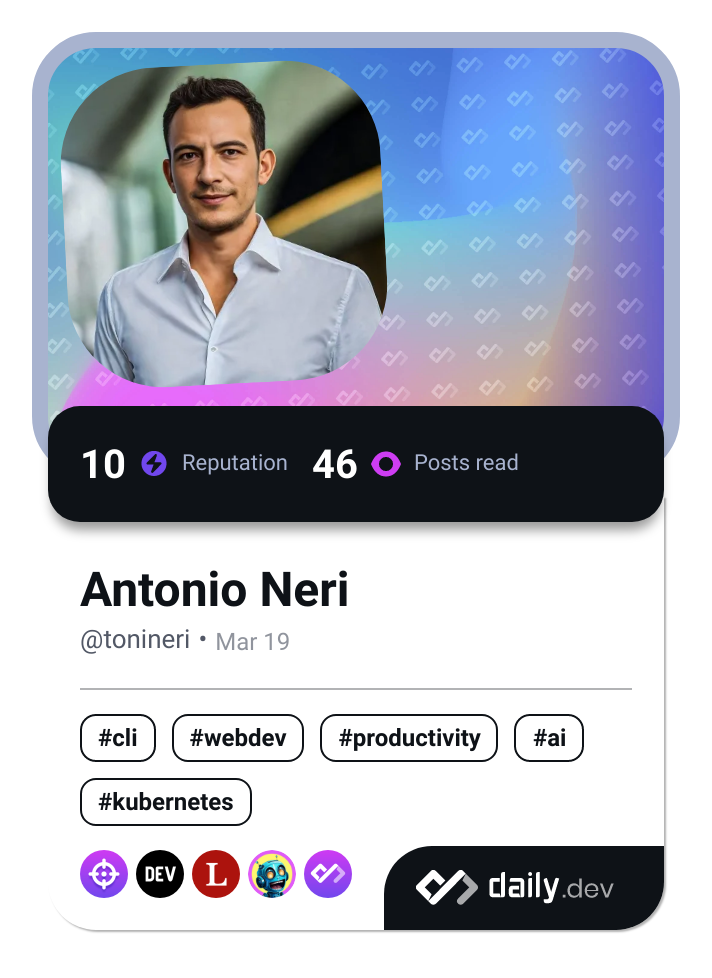 10 Reputation 46 Posts read
Antonio Neri
@tonineri • Mar 19
#cli #webdev #productivity #ai
#kubernetes
DEV L daily.dev